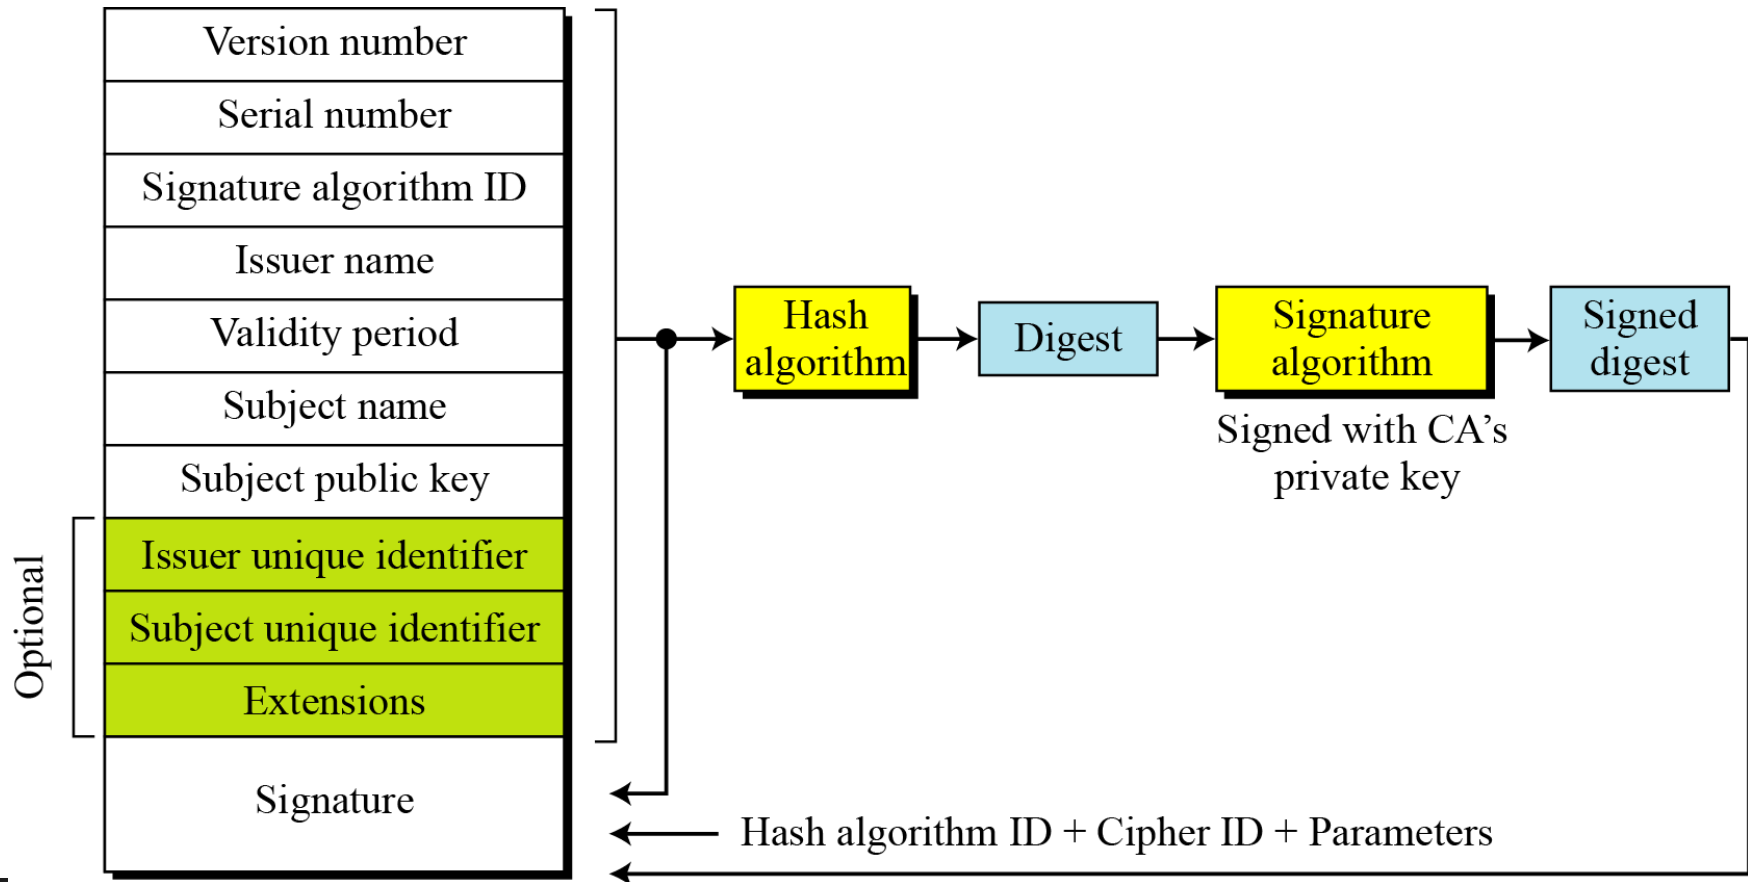 Version number
Serial number
Signature algorithm ID
Issuer name
Validity period
Subject name
Subject public key
Optional
Issuer unique identifier
Subject unique identifier
Extensions
Signature
Hash
algorithm
Digest
Signature
algorithm
Signed with CA’s
private key
Signed
digest
Hash algorithm ID + Cipher ID + Parameters